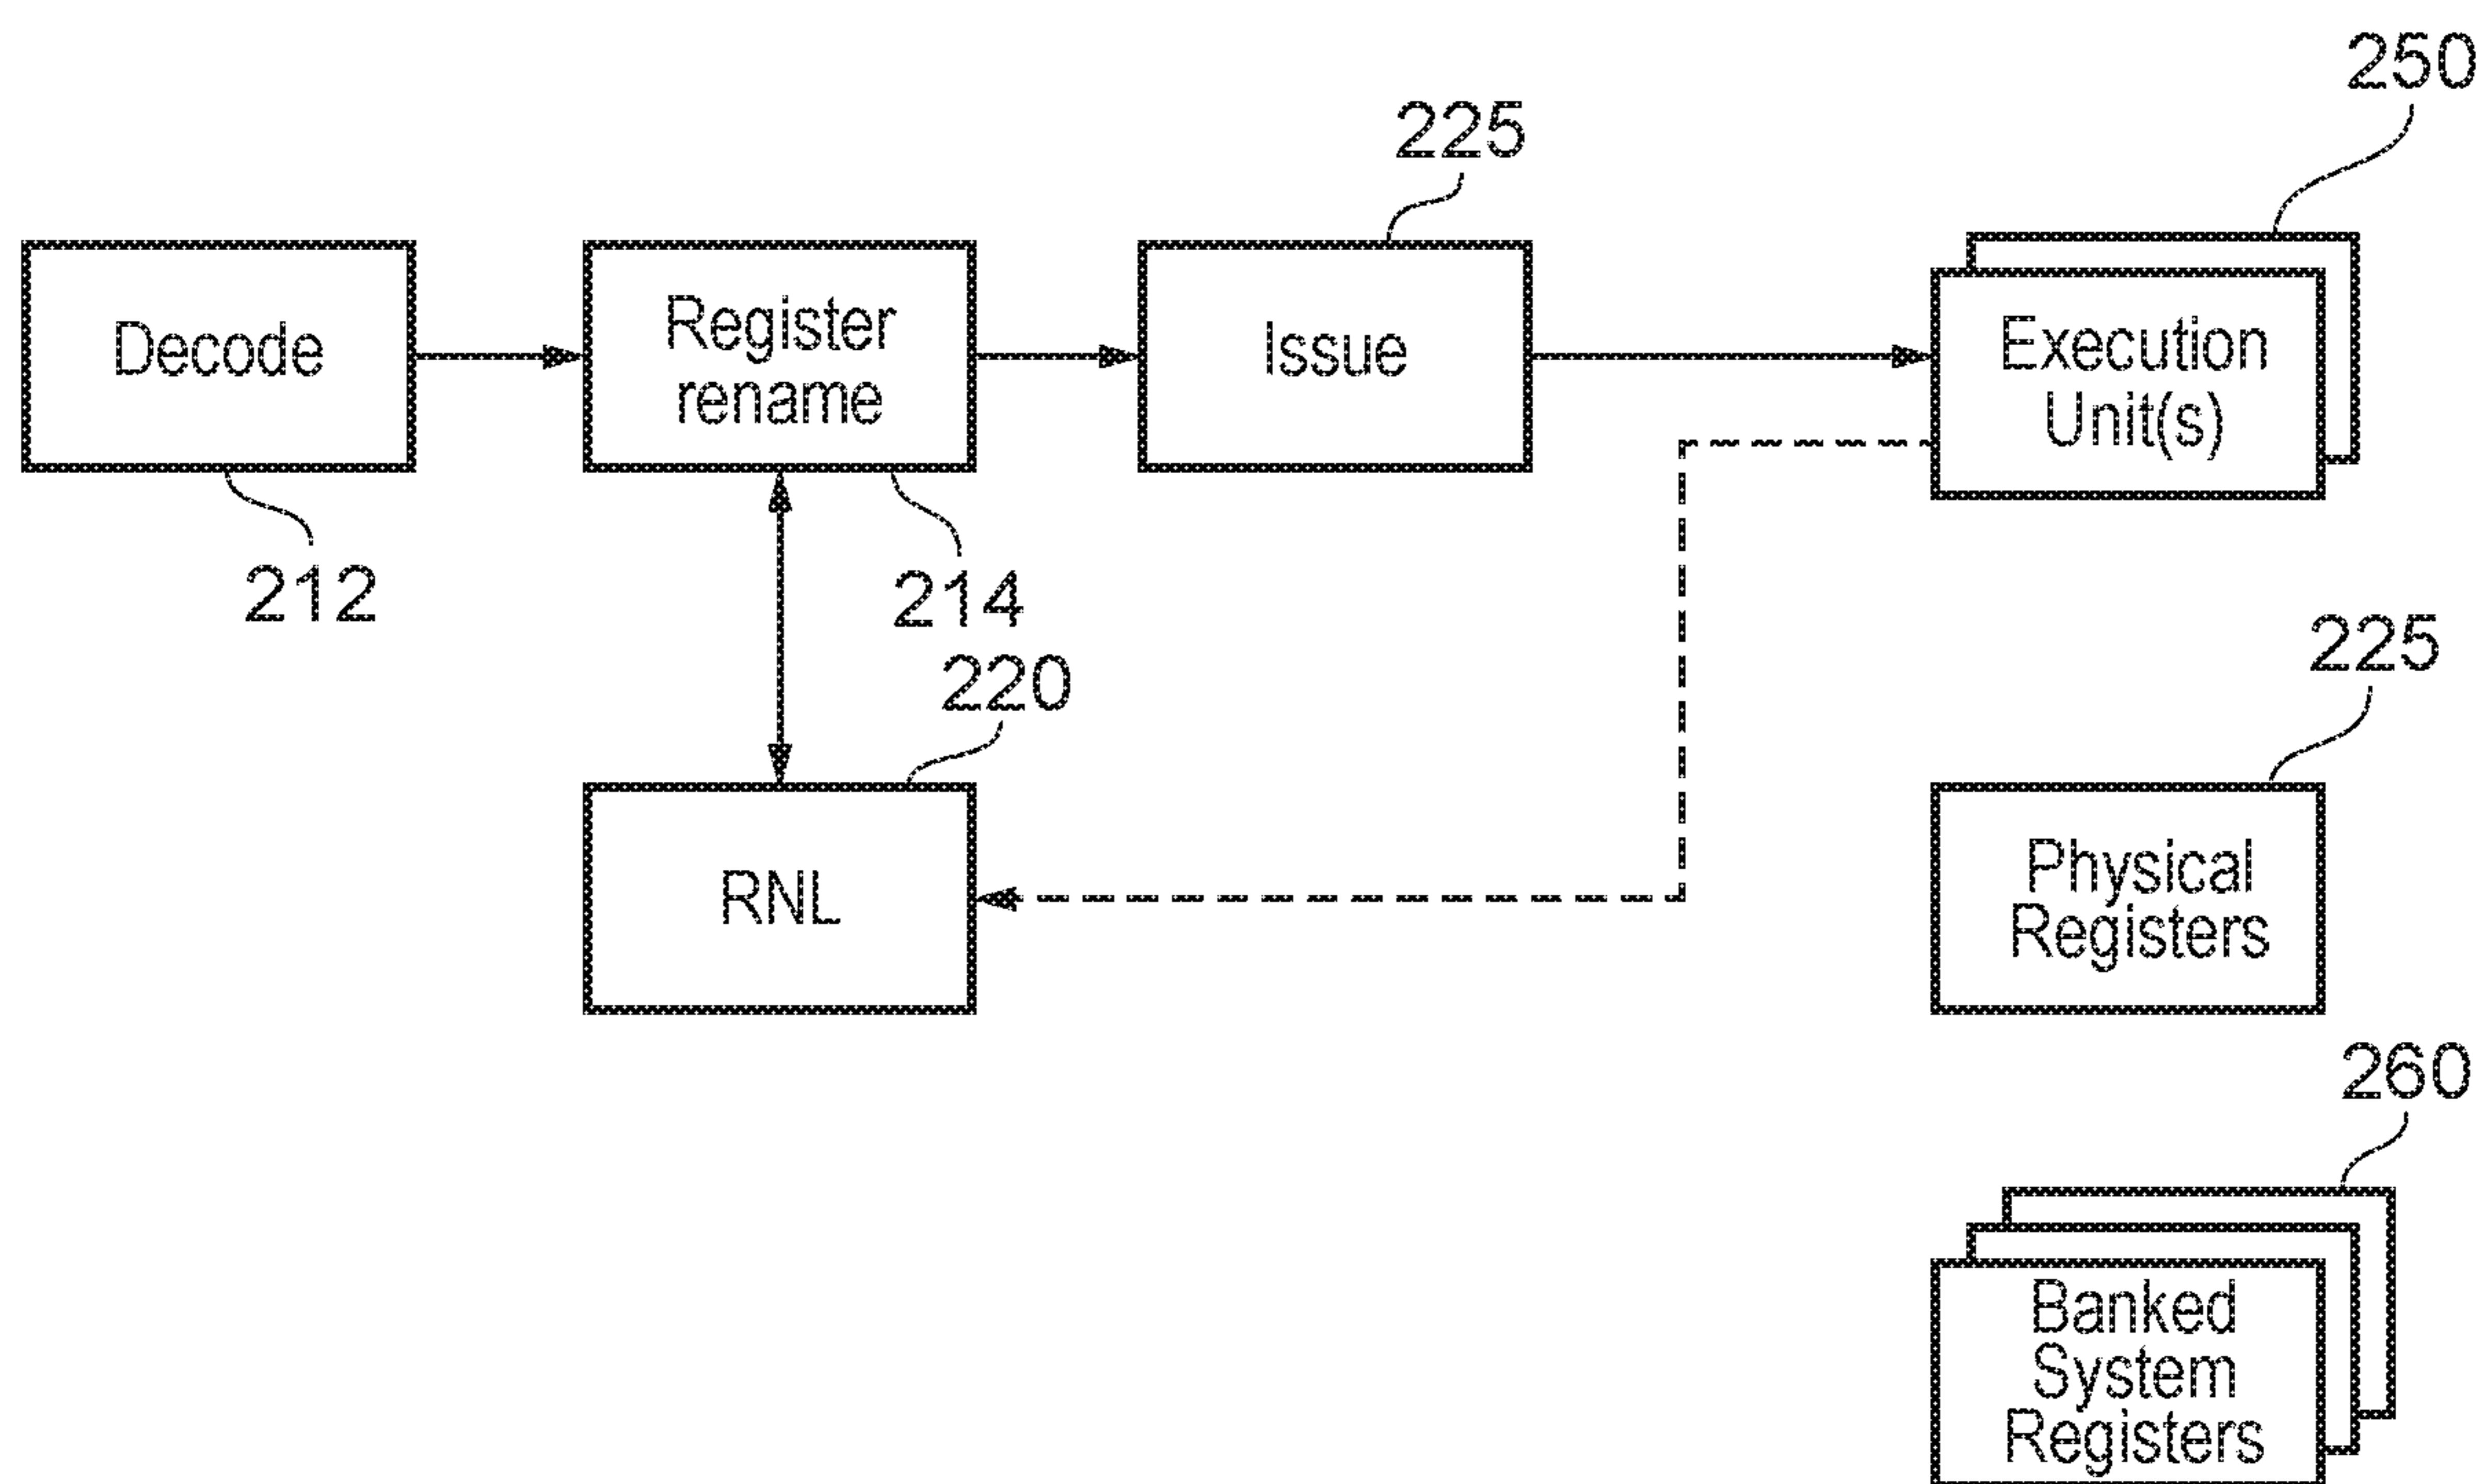 250
225
Decode
Register
rename
Issue
Execution
Unit(s)
212
214
220
225
RNL
Physical
Registers
260
Banked
System
Registers